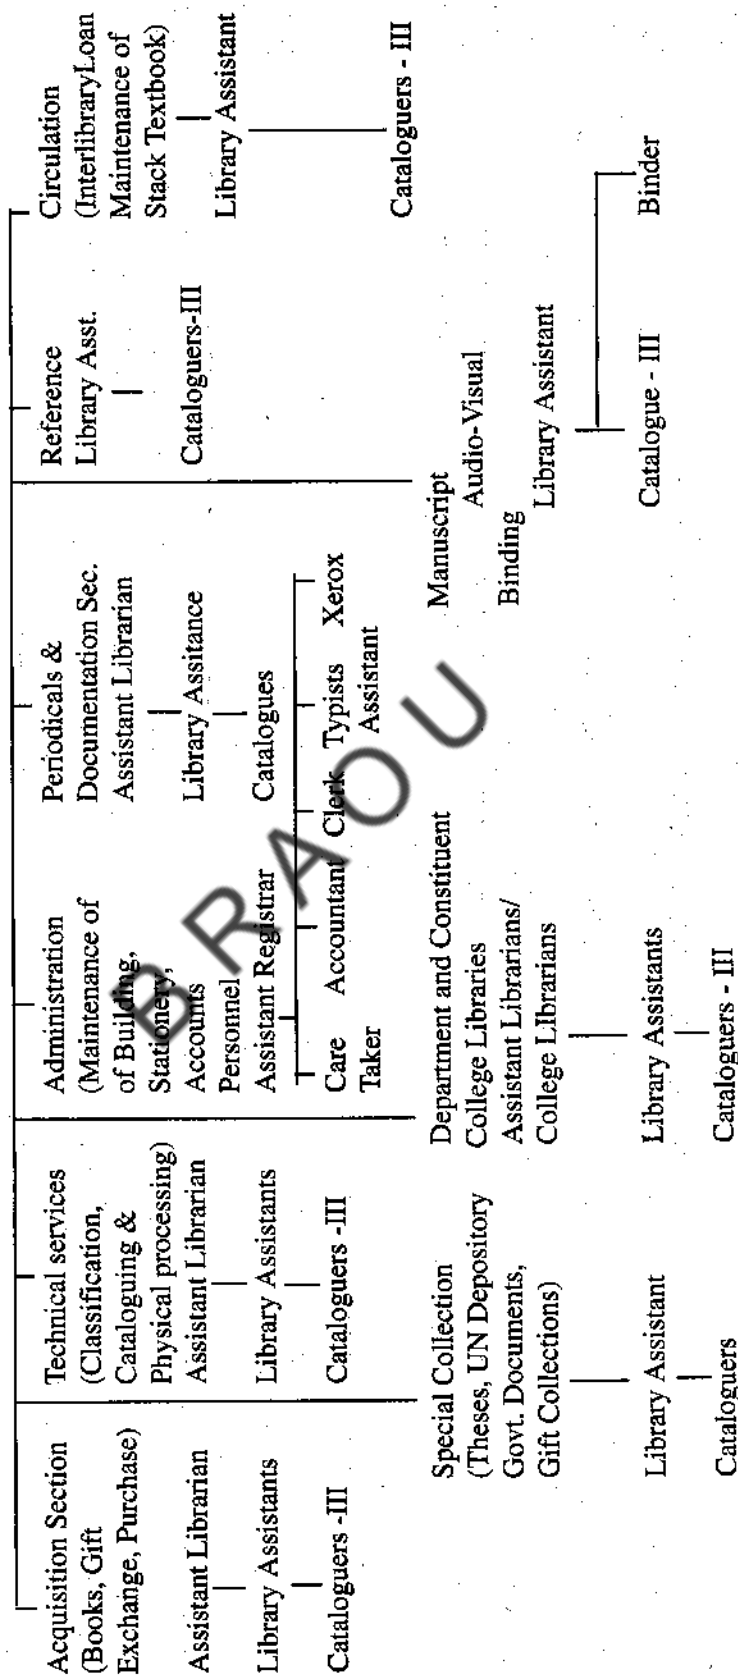 Acquisition Section
(Books, Gift
Exchange, Purchase)
Assistant Librarian
Library Assistants
Cataloguers -III
Technical services
(Classification,
Cataloguing &
Physical processing)
Assistant Librarian
Library Assistants
Cataloguers -III
Administration
(Maintenance of
of Building,
Stationery,
Accounts
Personnel
Assistant Registrar
Care Accountant Clerk Typists Xerox
Taker Assistant
Periodicals &
Documentation Sec.
Assistant Librarian
Library Assitance
Catalogues
Reference
Library Asst.
Cataloguers-III
Circulation
(InterlibraryLoan
Maintenance of
Stack Textbook)
Library Assistant
Cataloguers - III
Special Collection
(Theses, UN Depository
Govt. Documents,
Gift Collections)
Library Assistant
Cataloguers
Department and Constituent
College Libraries
Assistant Librarians/
College LIbrarians
Library Assistants
Cataloguers - III
Manuscript
Audio-Visual
Binding
Library Assistant
Catalogue - III Binder
BRAOU